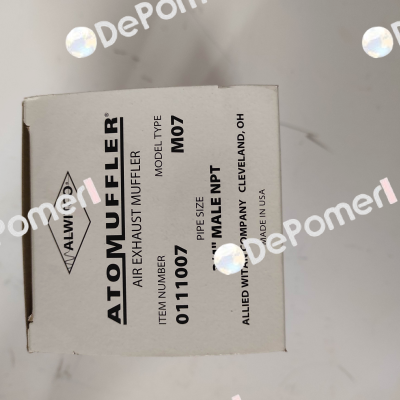 ALWITCO
ATOMUFFLER®
AIR EXHAUST MUFFLER
ITEM NUMBER MODEL TYPE
0111007 M07
PIPE SIZE
MALE NPT
ALLIED COMPANY CLEVELAND, OH
MADE IN USA
DePomerI
DePomerI
DePomerI
DePomerI